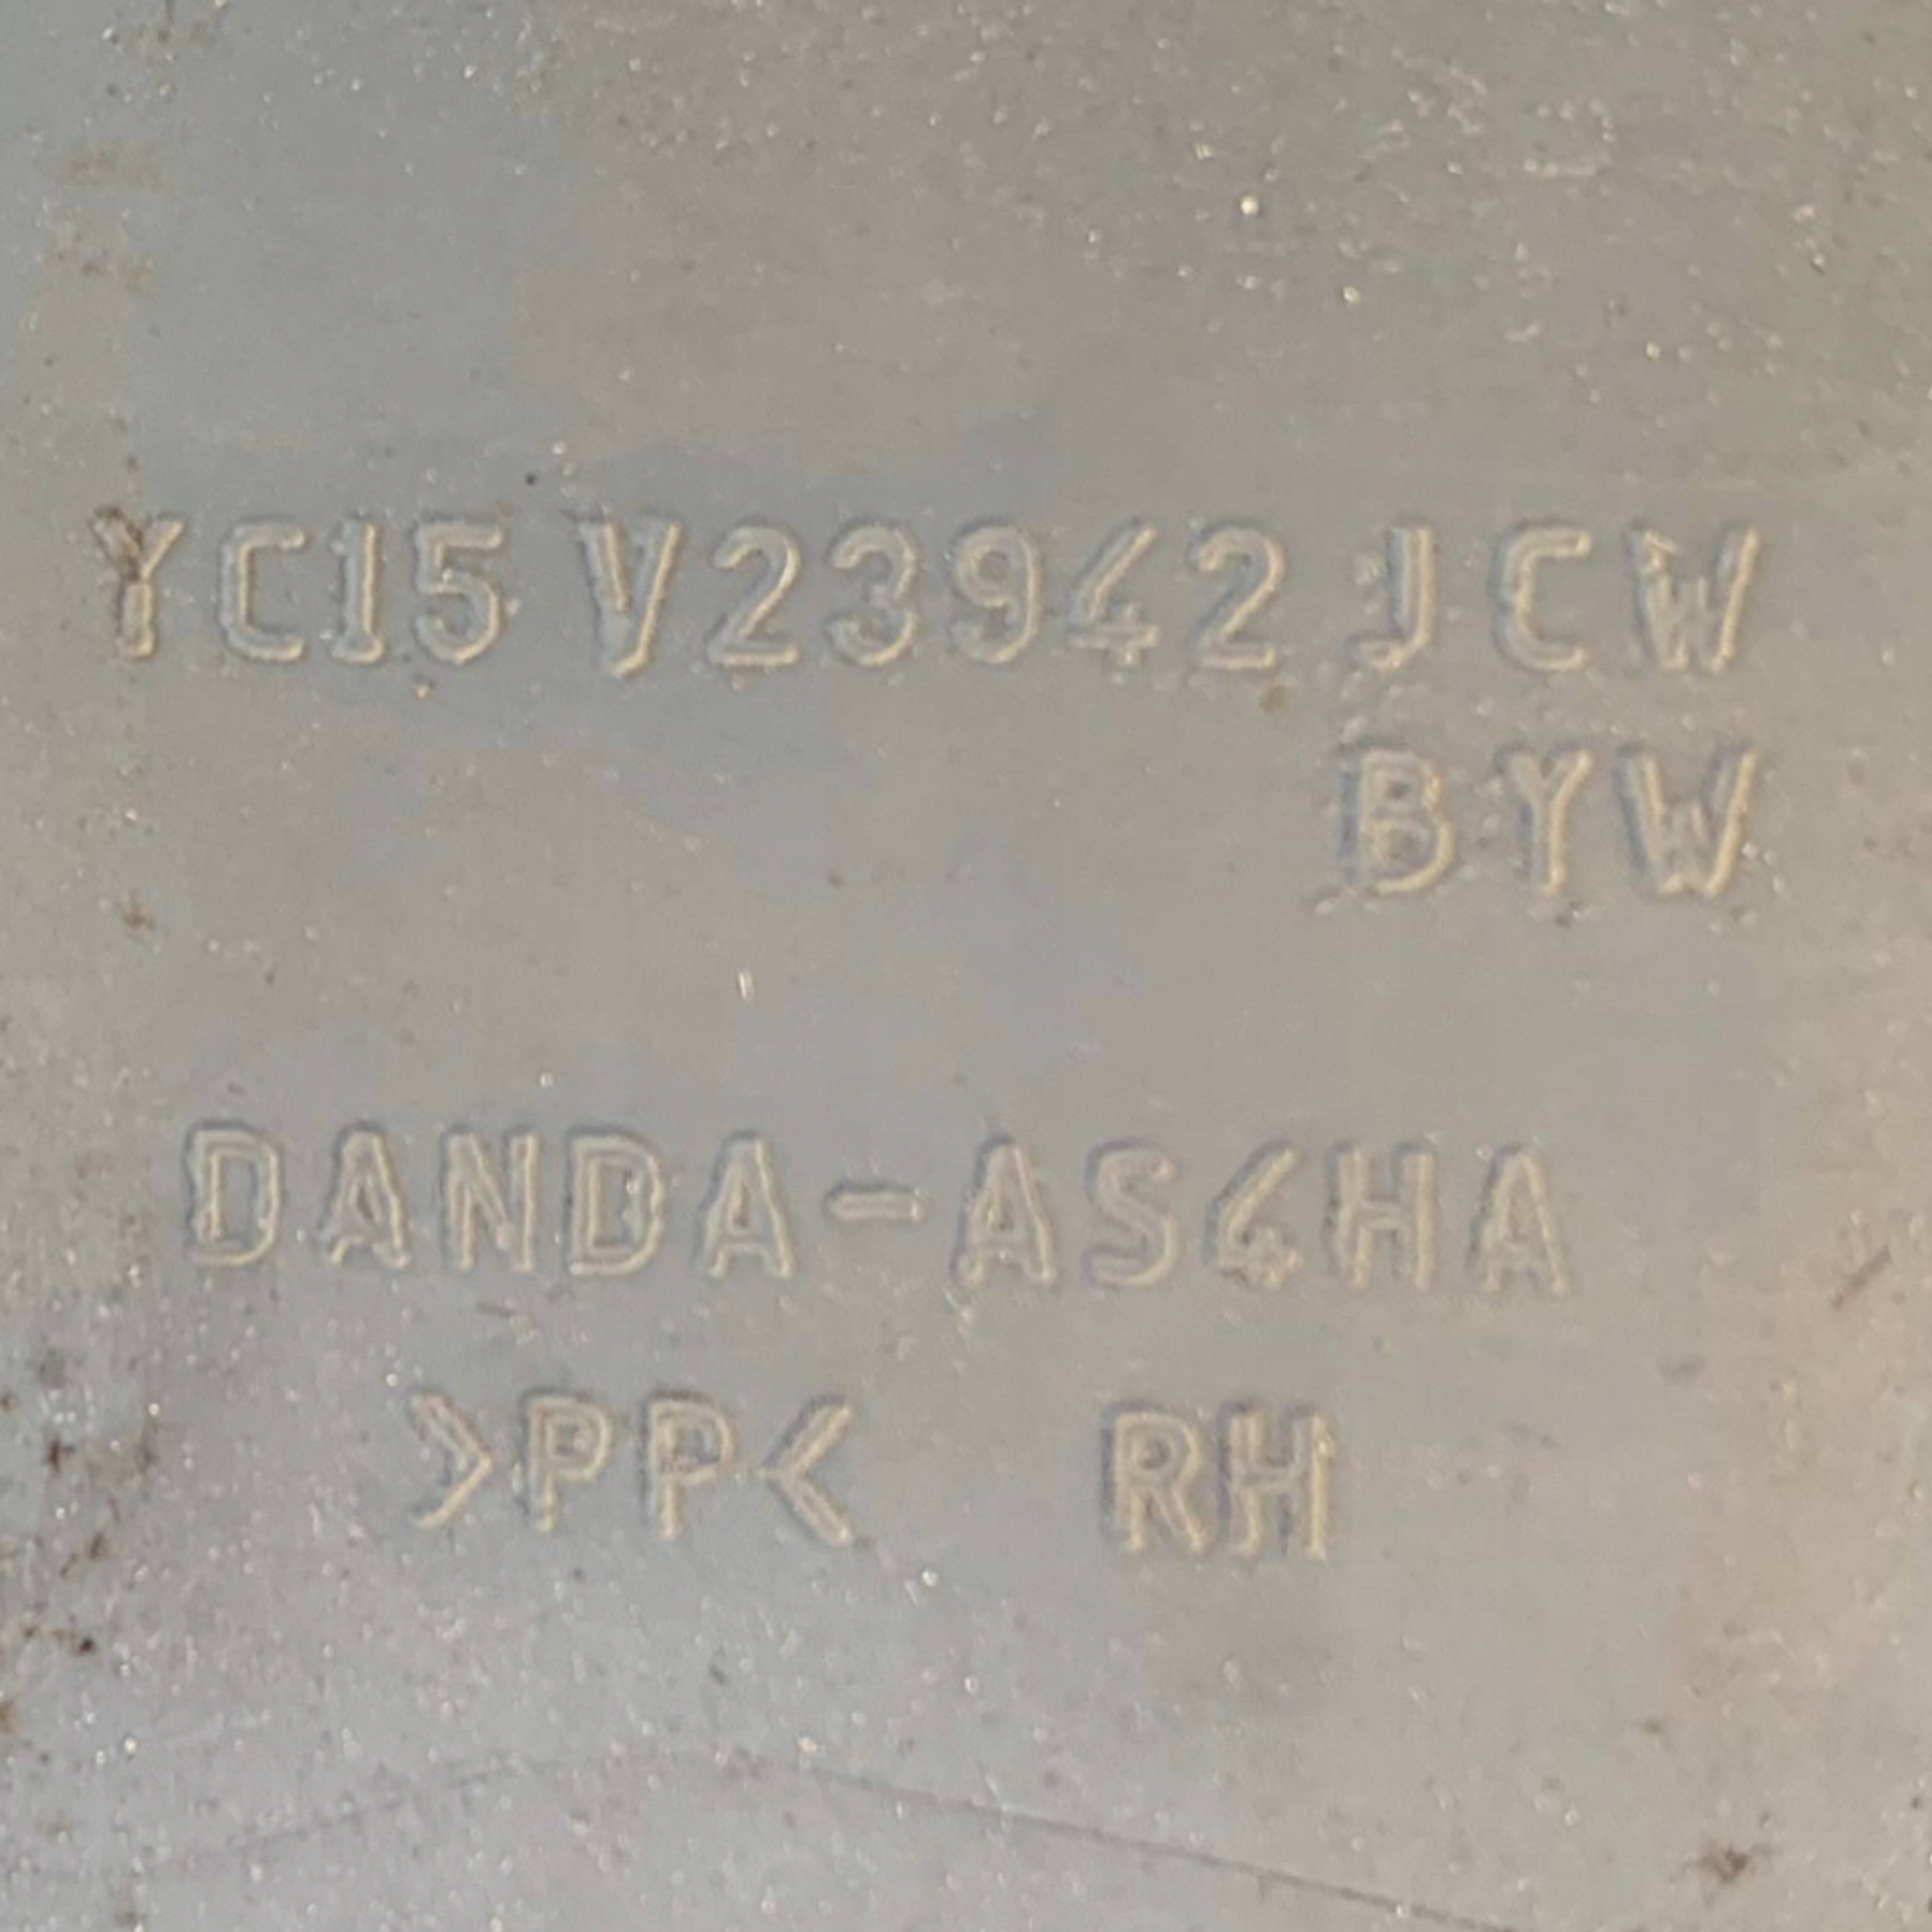 YC15 V23942 JCW
BYW
DANDA-AS4HA
>PP< RH